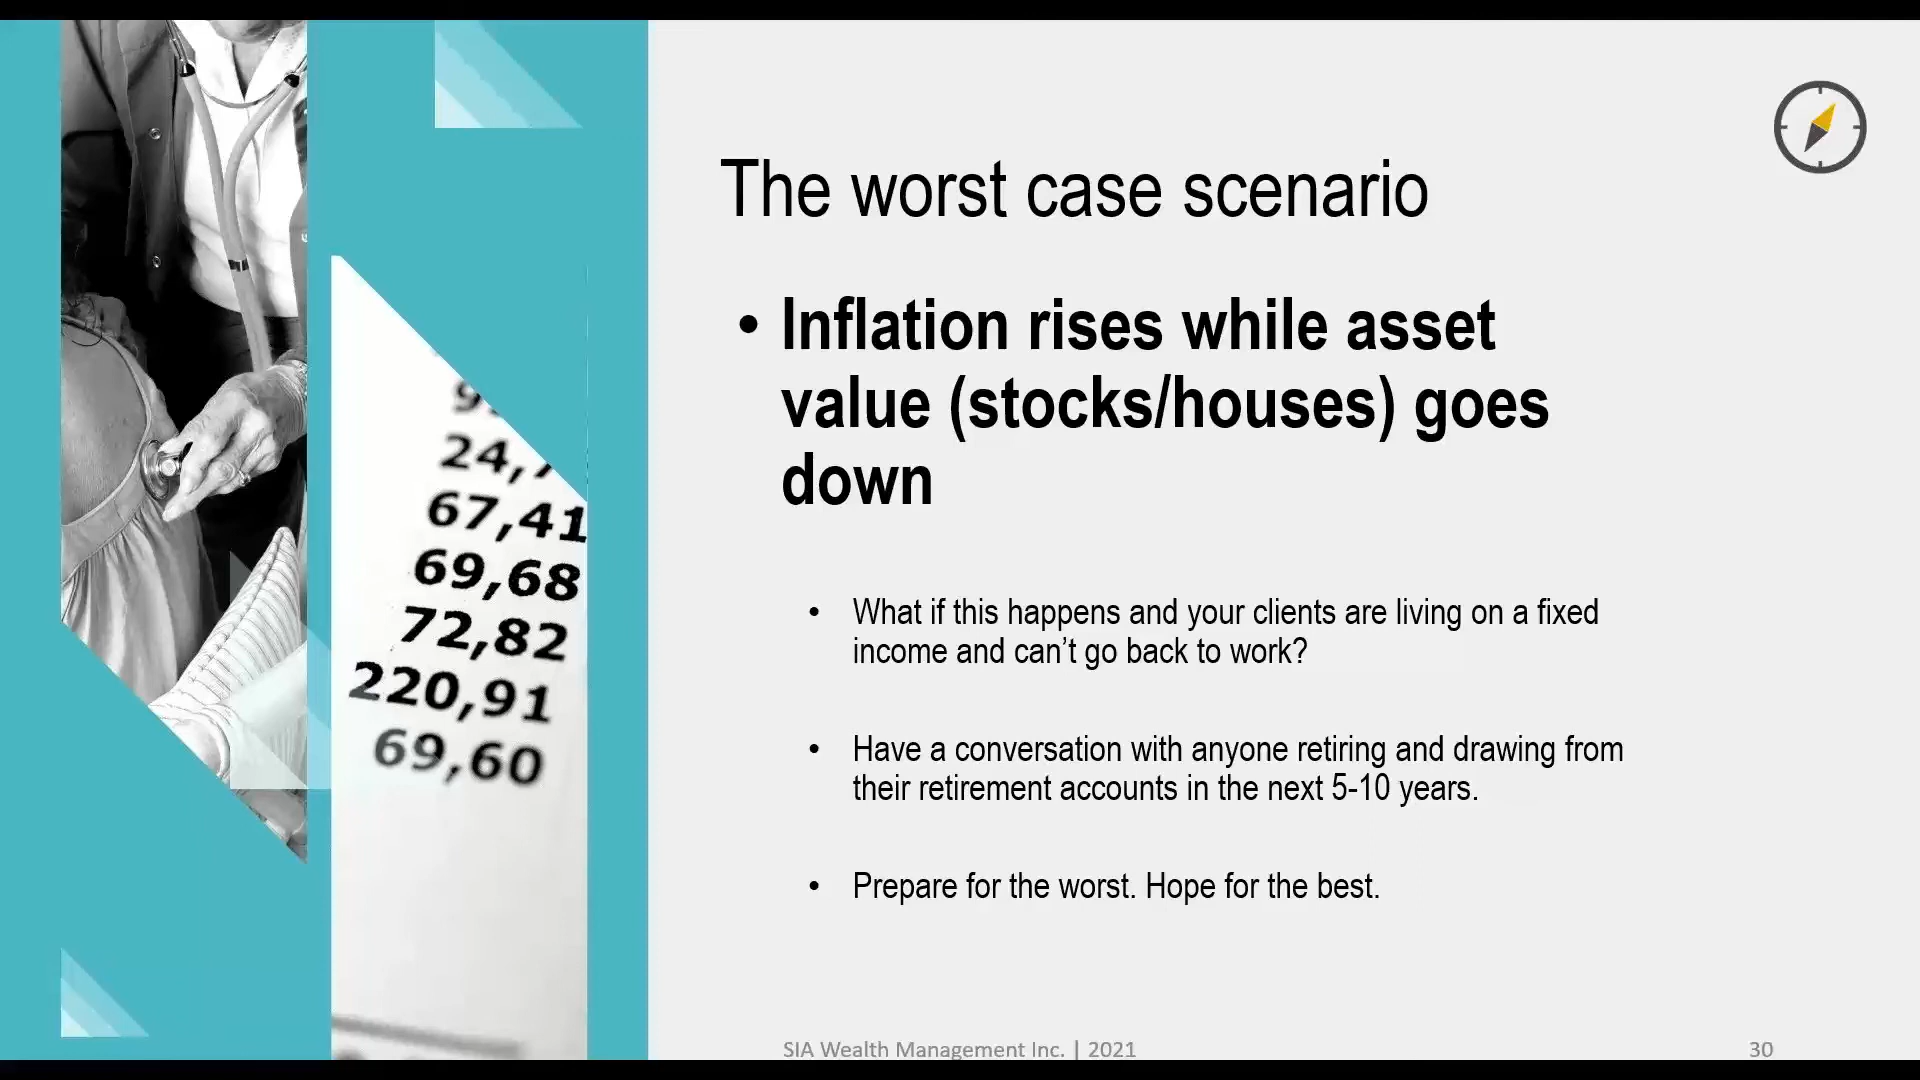 The worst case scenario
• Inflation rises while asset
value (stocks/houses) goes
down
• What if this happens and your clients are living on a fixed
income and can’t go back to work?
• Have a conversation with anyone retiring and drawing from
their retirement accounts in the next 5-10 years.
• Prepare for the worst. Hope for the best.
24,
67,41
69,68
72,82
220,91
69,60
SIA Wealth Management Inc. | 2021
30